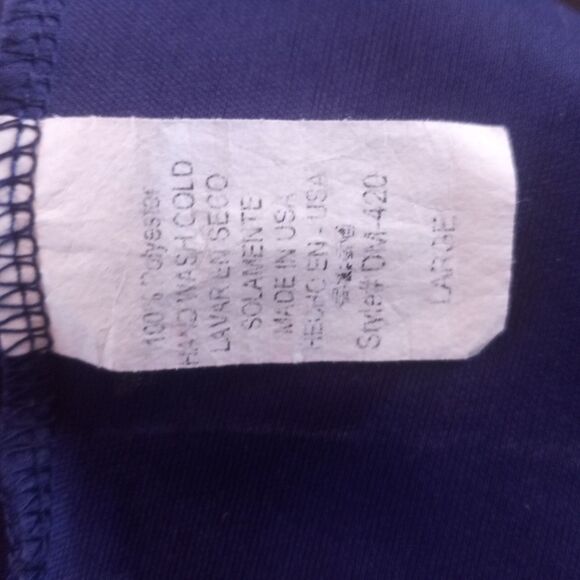 100% Polyester
HAND WASH COLD
LAVAR EN SECO
SOLAMENTE
MADE IN USA
HECHO EN - USA
Style# DM-420
LARGE